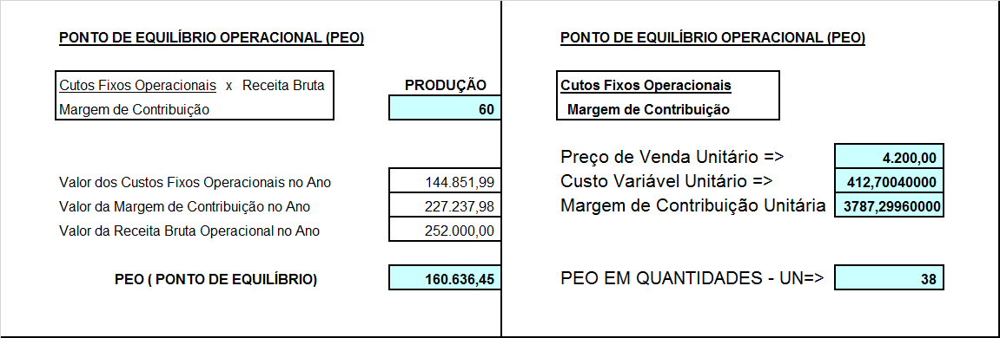 PONTO DE EQUILÍBRIO OPERACIONAL (PEO)
Cutos Fixos Operacionais x Receita Bruta
Margem de Contribuição
PRODUÇÃO
60
Valor dos Custos Fixos Operacionais no Ano 144.851,99
Valor da Margem de Contribuição no Ano 227.237,98
Valor da Receita Bruta Operacional no Ano 252.000,00
PEO ( PONTO DE EQUILÍBRIO) 160.636,45
PONTO DE EQUILÍBRIO OPERACIONAL (PEO)
Cutos Fixos Operacionais
Margem de Contribuição
Preço de Venda Unitário => 4.200,00
Custo Variável Unitário => 412,70040000
Margem de Contribuição Unitária 3787,29960000
PEO EM QUANTIDADES - UN=> 38